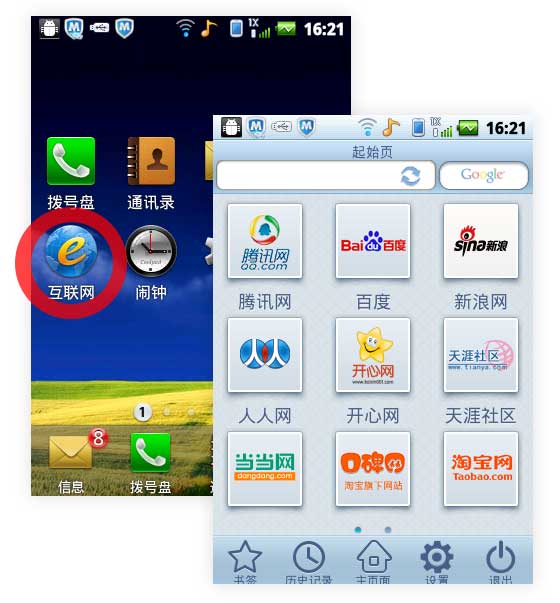 1X
16:21
拨号盘
通讯录
互联网
Coolpad
闹钟
1
8
信息
拨号盘
1X
16:21
起始页
Google
腾讯网
QQ.com
Bai百度
sina新浪
腾讯网
百度
新浪网
开心网
www.kaixin001.com
天涯社区
www.tianya.cn
人人网
开心网
天涯社区
当当网
dangdang.com
口碑网
淘宝旗下网站
淘宝网
Taobao.com
书签
历史记录
主页面
设置
退出